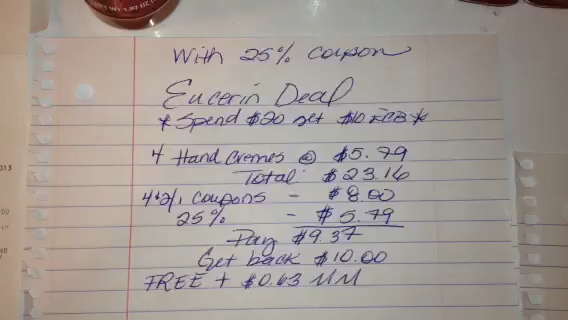 With 25% coupon
Eucerin Deal
*Spend $20 get $10 ECB*
4 Hand Cremes @ $5.79
Total: $23.16
4 $2/1 coupons - $8.00
25% - $5.79
Pay $9.37
Get back $10.00
FREE + $0.63 MM
013
00